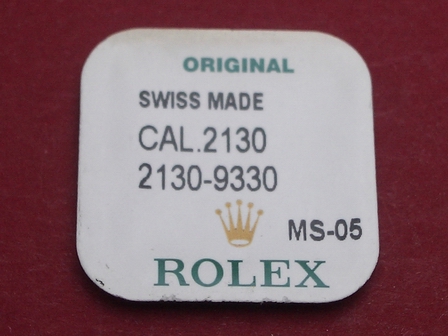 ORIGINAL
SWISS MADE
CAL.2130
2130-9330
MS-05
ROLEX